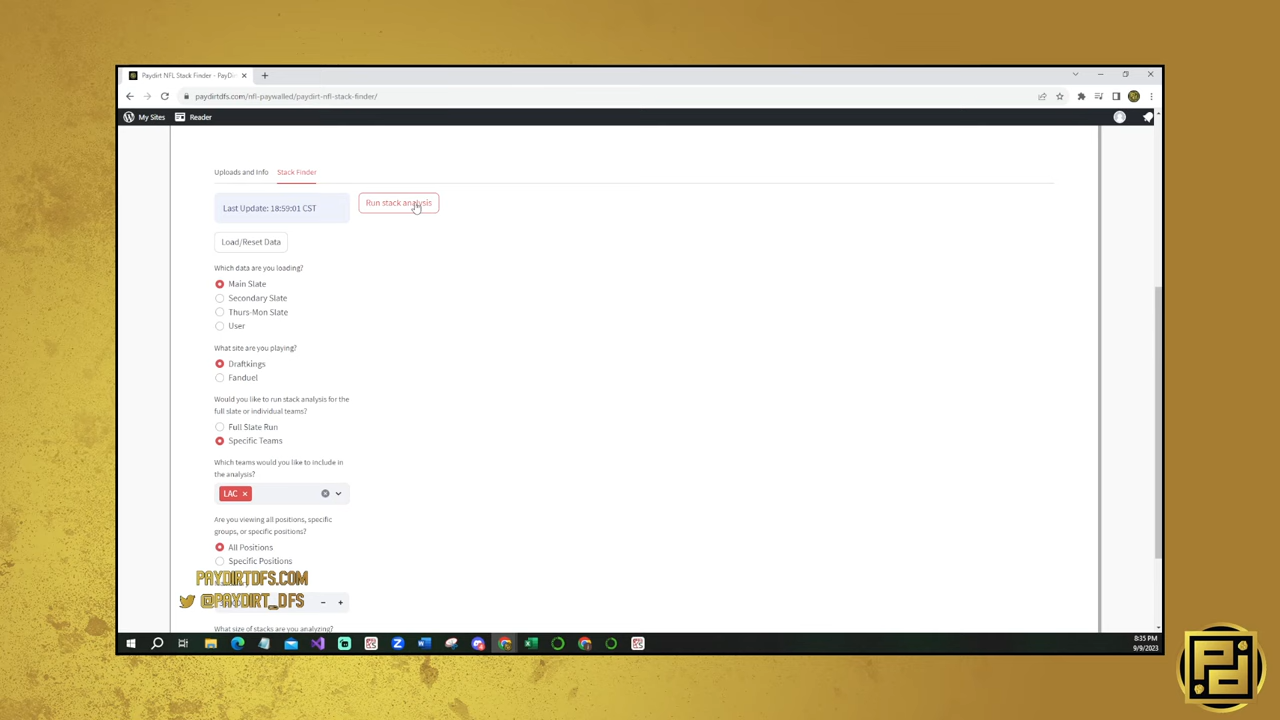 Paydirt NFL Stack Finder - PayDi
paydirtdfs.com/nfl-paywalled/paydirt-nfl-stack-finder/
My Sites
Reader
Uploads and Info
Stack Finder
Last Update: 18:59:01 CST
Run stack analysis
Load/Reset Data
Which data are you loading?
Main Slate
Secondary Slate
Thurs-Mon Slate
User
What site are you playing?
Draftkings
Fanduel
Would you like to run stack analysis for the
full slate or individual teams?
Full Slate Run
Specific Teams
Which teams would you like to include in
the analysis?
LAC
Are you viewing all positions, specific
groups, or specific positions?
All Positions
Specific Positions
PAYDIRTDFS.COM
@PAYDIRT_DFS
What size of stacks are you analyzing?
8:35 PM
9/9/2023